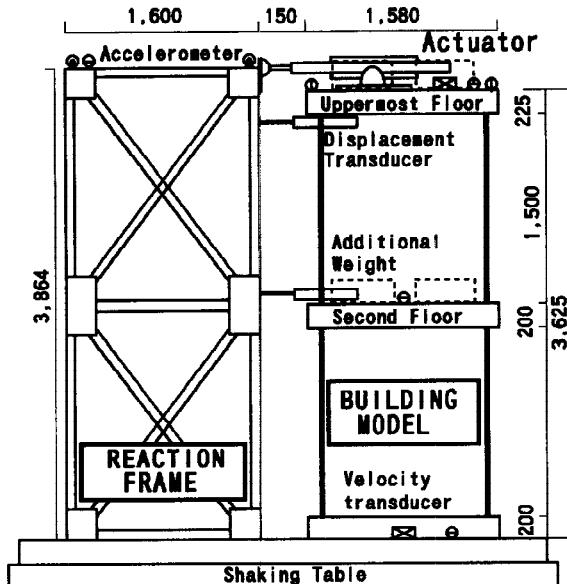 1,600
150
1,580
Accelerometer
Actuator
Uppermost Floor
225
Displacement
Transducer
1,500
Additional
Weight
3,864
Second Floor
200
3,625
BUILDING
MODEL
REACTION
FRAME
Velocity
transducer
200
Shaking Table